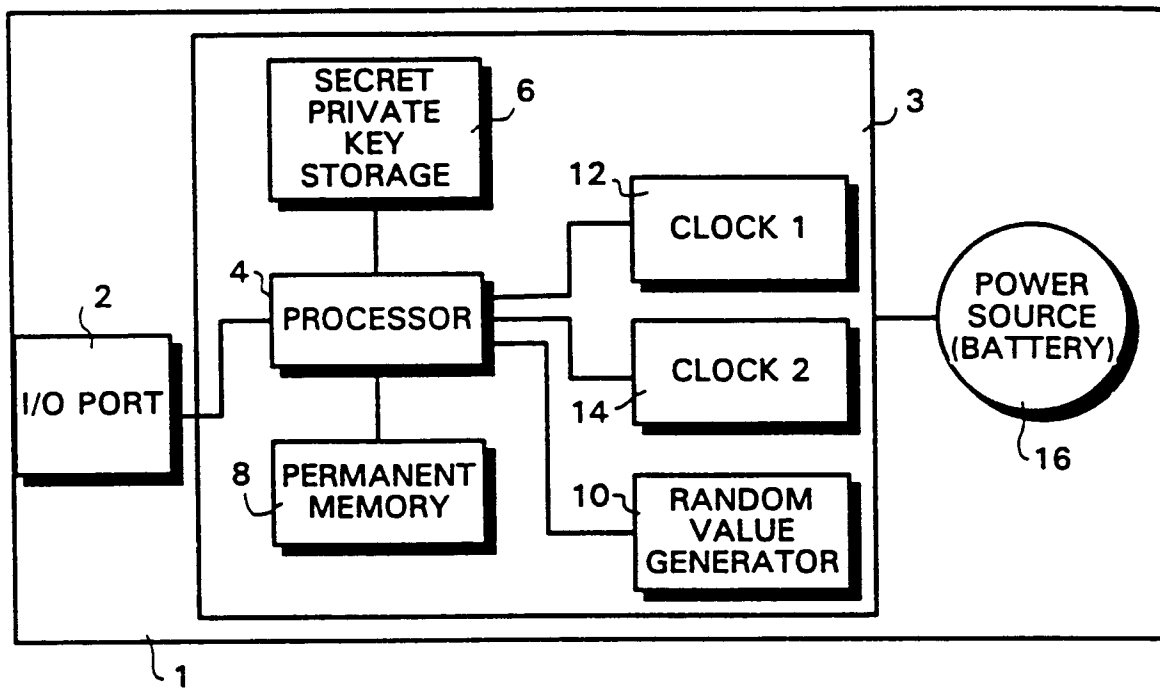 SECRET
PRIVATE
KEY
STORAGE
6
3
12
CLOCK 1
4
PROCESSOR
2
I/O PORT
POWER
SOURCE
(BATTERY)
CLOCK 2
14
16
8
PERMANENT
MEMORY
10
RANDOM
VALUE
GENERATOR
1